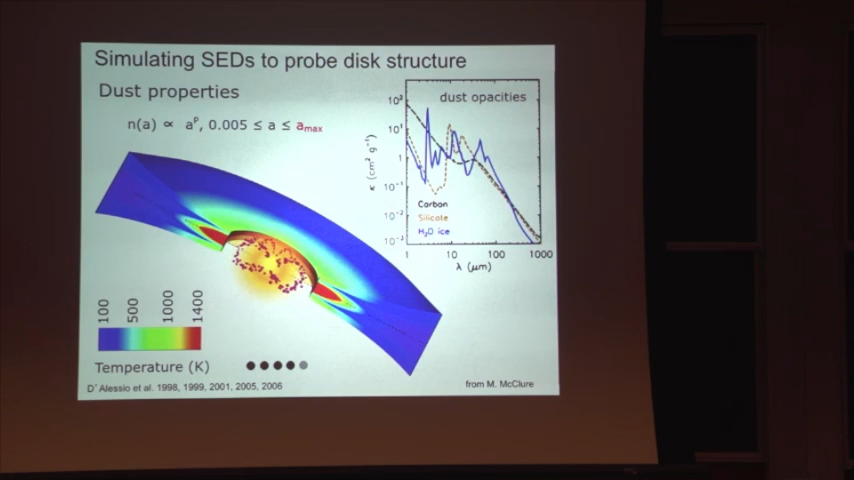 Simulating SEDs to probe disk structure
Dust properties
n(a) ∝ aᵖ, 0.005 ≤ a ≤ aₘₐₓ
dust opacities
κ (cm² g⁻¹)
10²
10¹
1
10⁻¹
10⁻²
10⁻³
Carbon
Silicate
H₂O ice
1 10 100 1000
λ (μm)
100 500 1000 1400
Temperature (K)
D´Alessio et al. 1998, 1999, 2001, 2005, 2006
from M. McClure